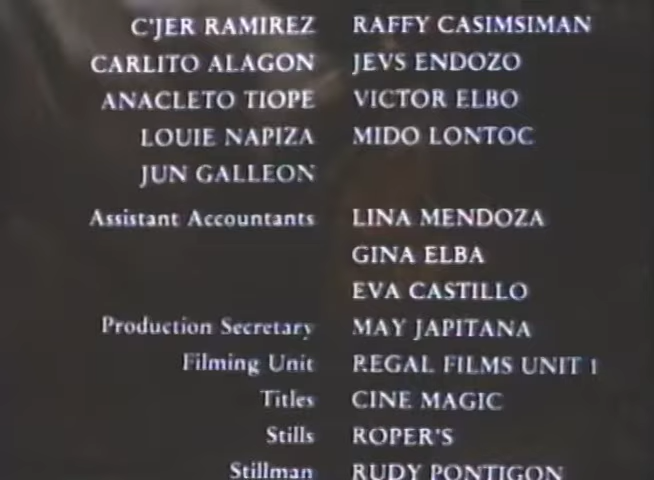 C'JER RAMIREZ RAFFY CASIMSIMAN
CARLITO ALAGON JEVS ENDOZO
ANACLETO TIOPE VICTOR ELBO
LOUIE NAPIZA MIDO LONTOC
JUN GALLEON
Assistant Accountants LINA MENDOZA
GINA ELBA
EVA CASTILLO
Production Secretary MAY JAPITANA
Filming Unit REGAL FILMS UNIT 1
Titles CINE MAGIC
Stills ROPER'S
Stillman RUDY PONTIGON